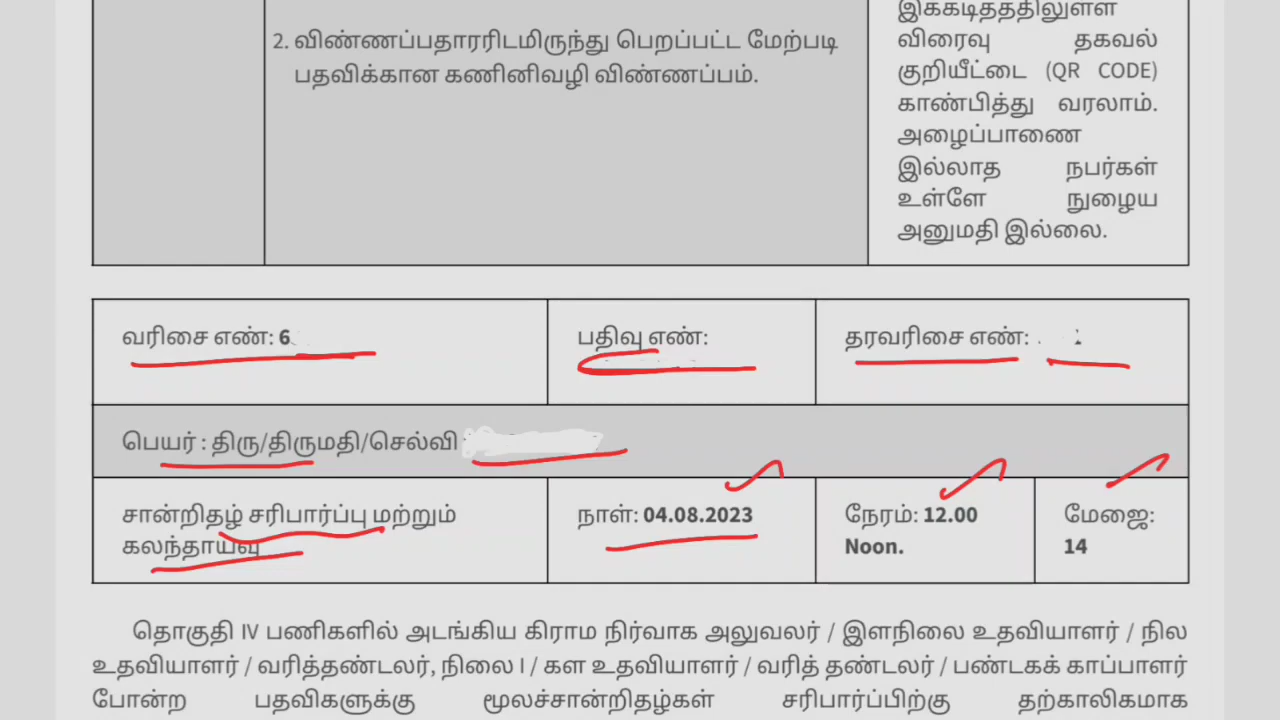 2. விண்ணப்பதாரரிடமிருந்து பெறப்பட்ட மேற்படி
பதவிக்கான கணினிவழி விண்ணப்பம்.
இக்கடிதத்திலுள்ள
விரைவு தகவல்
குறியீட்டை (QR CODE)
காண்பித்து வரலாம்.
அழைப்பாணை
இல்லாத நபர்கள்
உள்ளே நுழைய
அனுமதி இல்லை.
வரிசை எண்: 6
பதிவு எண்:
தரவரிசை எண் :
பெயர் : திரு/திருமதி/செல்வி
சான்றிதழ் சரிபார்ப்பு மற்றும்
கலந்தாய்வு
நாள்: 04.08.2023
நேரம்: 12.00
Noon.
மேஜை:
14
தொகுதி IV பணிகளில் அடங்கிய கிராம நிர்வாக அலுவலர் / இளநிலை உதவியாளர் / நில
உதவியாளர் / வரித்தண்டலர், நிலை I / கள உதவியாளர் / வரித் தண்டலர் / பண்டகக் காப்பாளர்
போன்ற பதவிகளுக்கு மூலச்சான்றிதழ்கள் சரிபார்ப்பிற்கு தற்காலிகமாக